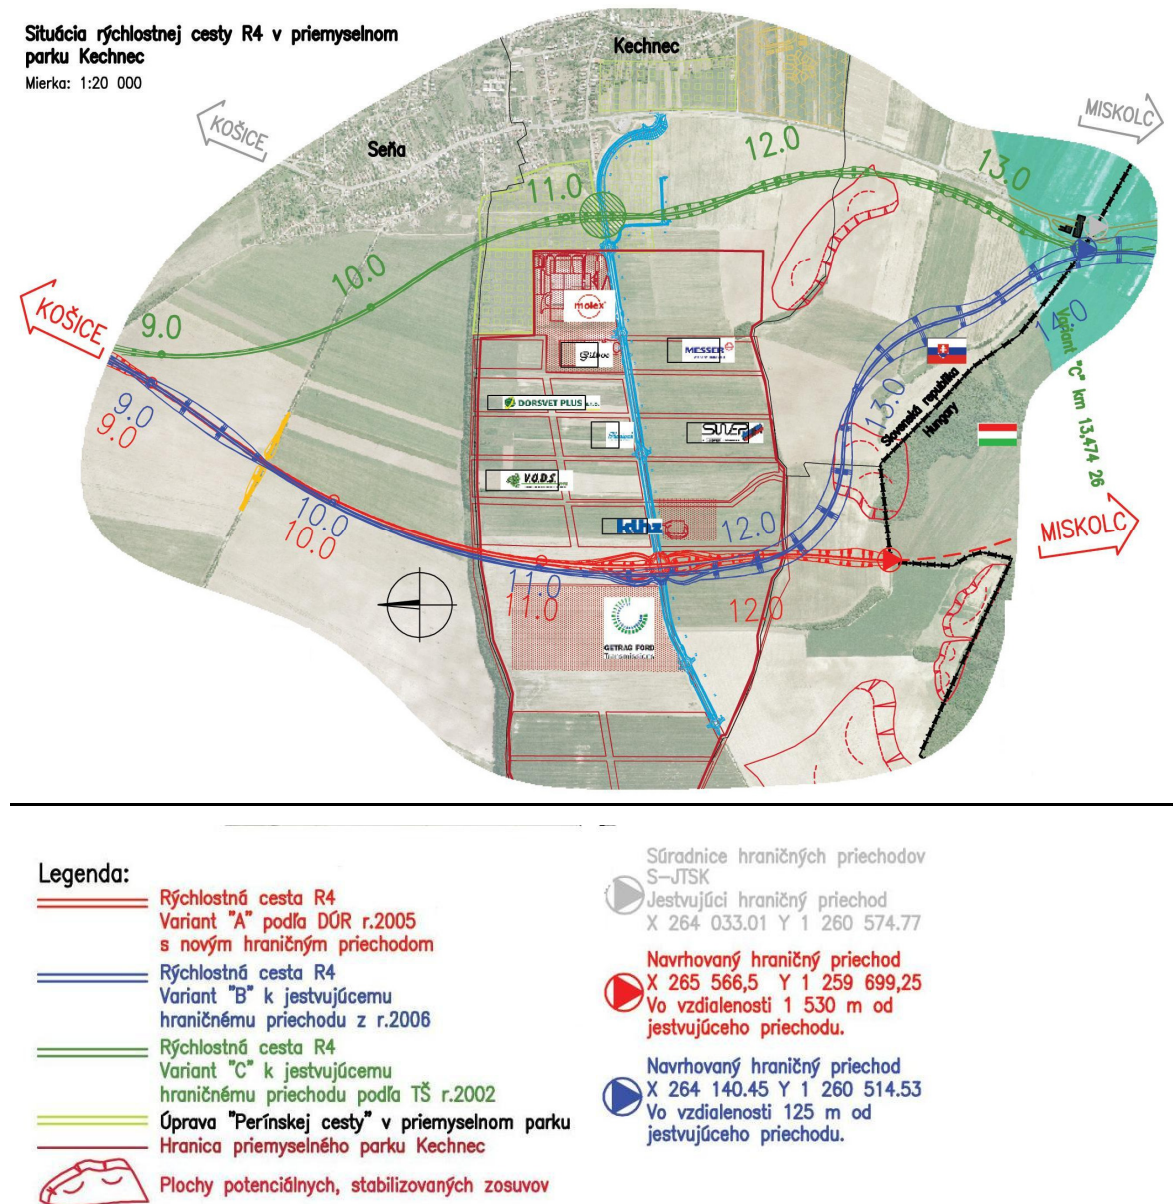 Situácia rýchlostnej cesty R4 v priemyselnom
parku Kechnec
Mierka: 1:20 000
Kechnec
KOŠICE
MISKOLC
Seňa
12.0
13.0
11.0
10.0
KOŠICE
9.0
molex
MESSER
14.0
Variant "C" km 13,474 26
13.0
Slovenská republika
Hungary
9.0
9.0
DORSVET PLUS s.r.o.
SWEP
V.O.D.S.
10.0
10.0
kuhz
12.0
MISKOLC
11.0
11.0
12.0
GETRAG FORD
Transmissions
Legenda:
Rýchlostná cesta R4
Variant "A" podľa DÚR r.2005
s novým hraničným priechodom
Rýchlostná cesta R4
Variant "B" k jestvujúcemu
hraničnému priechodu z r.2006
Rýchlostná cesta R4
Variant "C" k jestvujúcemu
hraničnému priechodu podľa TŠ r.2002
Úprava "Perínskej cesty" v priemyselnom parku
Hranica priemyselného parku Kechnec
Plochy potenciálnych, stabilizovaných zosuvov
Súradnice hraničných priechodov
S-JTSK
Jestvujúci hraničný priechod
X 264 033.01 Y 1 260 574.77
Navrhovaný hraničný priechod
X 265 566,5 Y 1 259 699,25
Vo vzdialenosti 1 530 m od
jestvujúceho priechodu.
Navrhovaný hraničný priechod
X 264 140.45 Y 1 260 514.53
Vo vzdialenosti 125 m od
jestvujúceho priechodu.